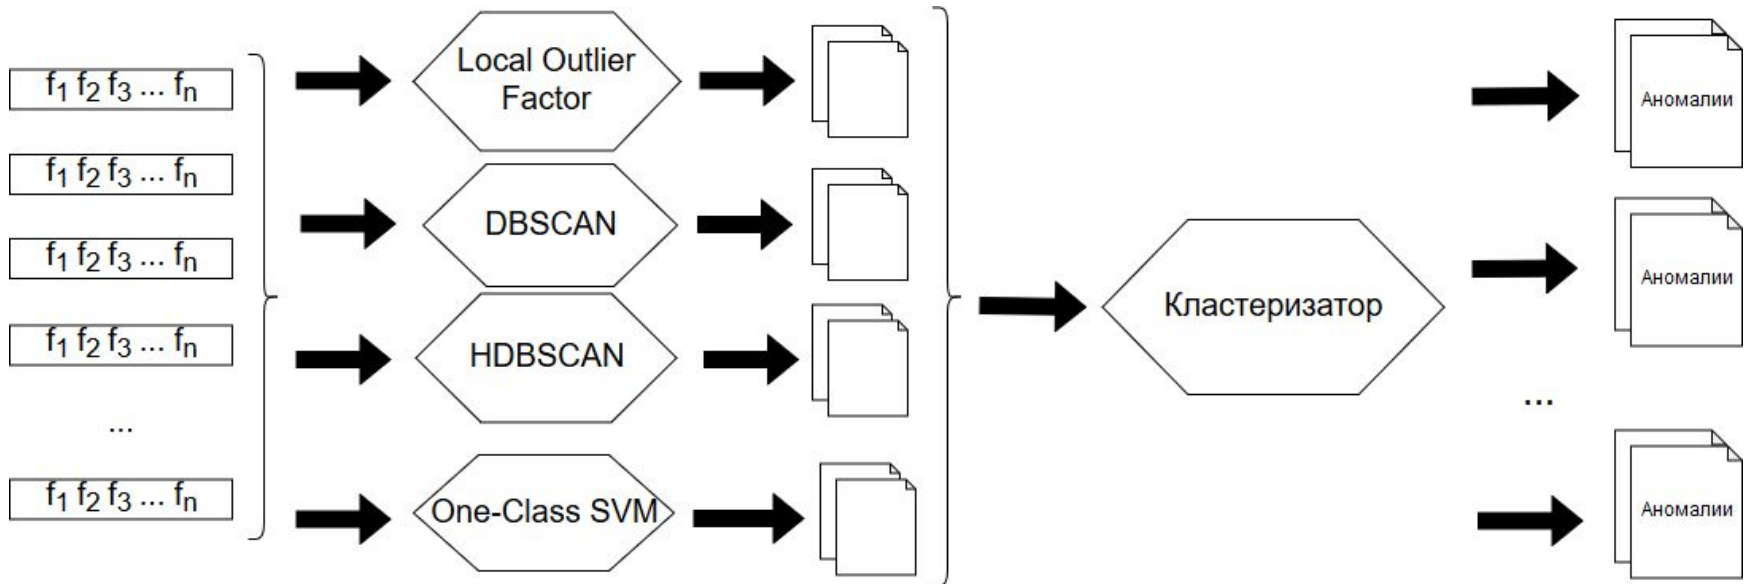 f1 f2 f3 ... fn
f1 f2 f3 ... fn
f1 f2 f3 ... fn
f1 f2 f3 ... fn
...
f1 f2 f3 ... fn
Local Outlier
Factor
DBSCAN
HDBSCAN
One-Class SVM
Кластеризатор
Аномалии
Аномалии
...
Аномалии